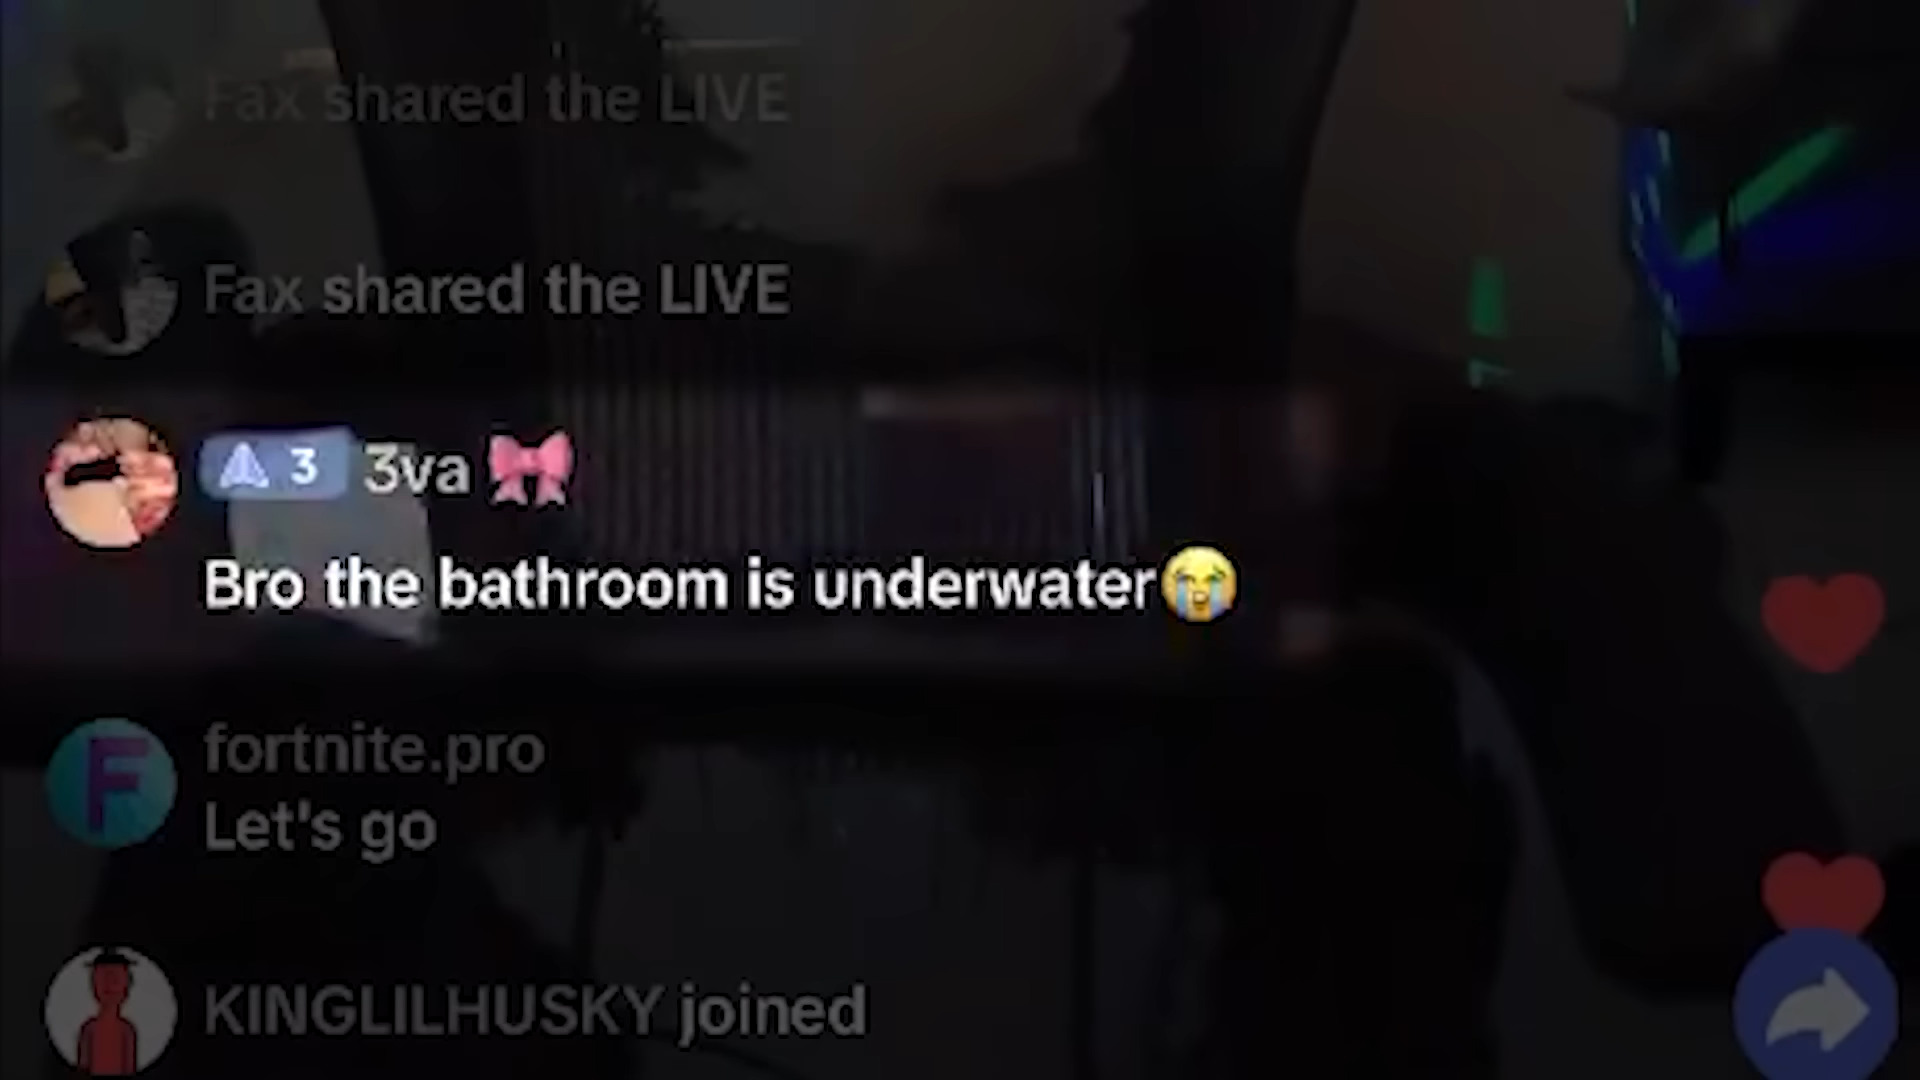 Fax shared the LIVE
Fax shared the LIVE
3 3va 🎀
Bro the bathroom is underwater😭
F
fortnite.pro
Let's go
KINGLILHUSKY joined